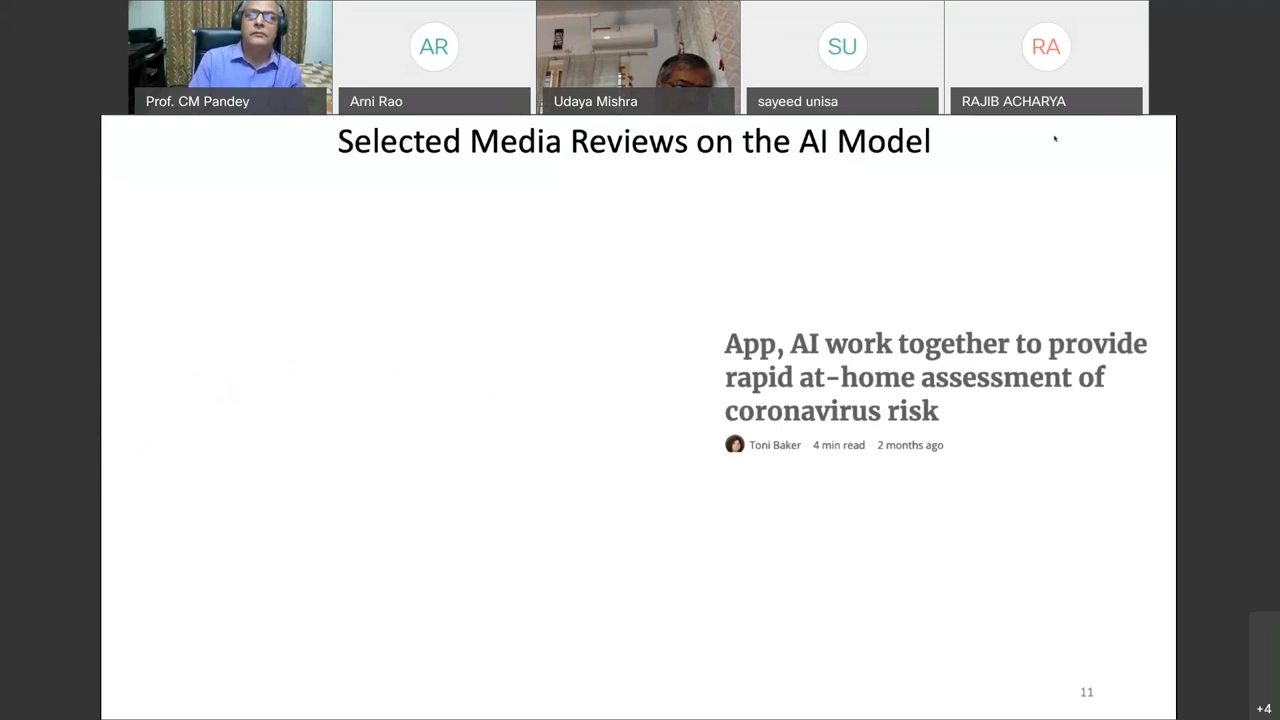 AR
SU
RA
Prof. CM Pandey
Arni Rao
Udaya Mishra
sayeed unisa
RAJIB ACHARYA
Selected Media Reviews on the AI Model
App, AI work together to provide
rapid at-home assessment of
coronavirus risk
Toni Baker 4 min read 2 months ago
11
+4